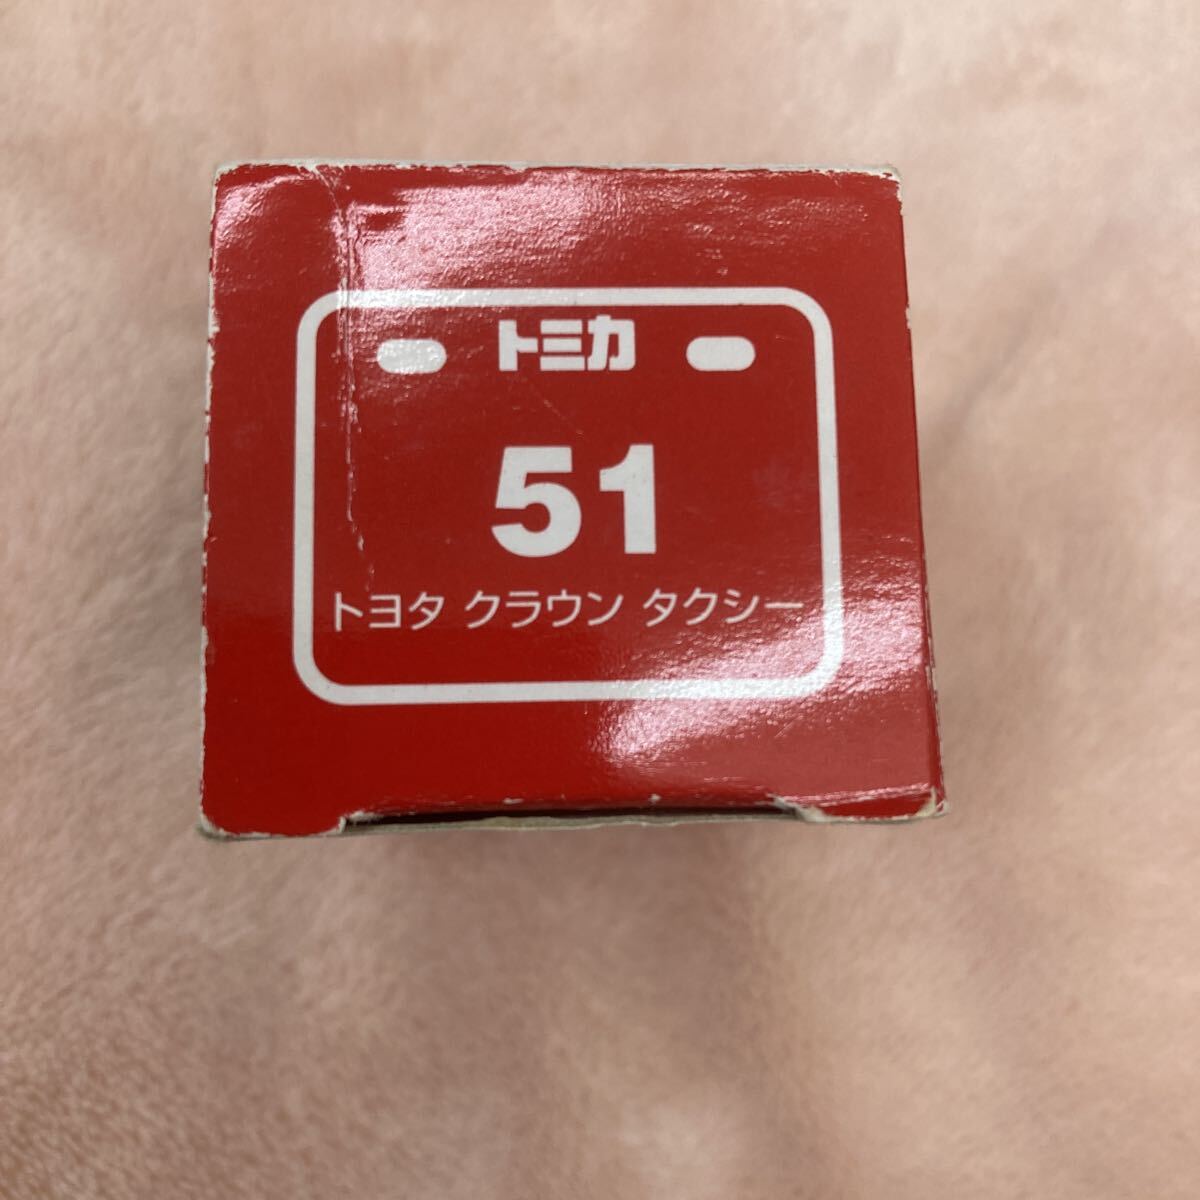 トミカ
51
トヨタ クラウン タクシー